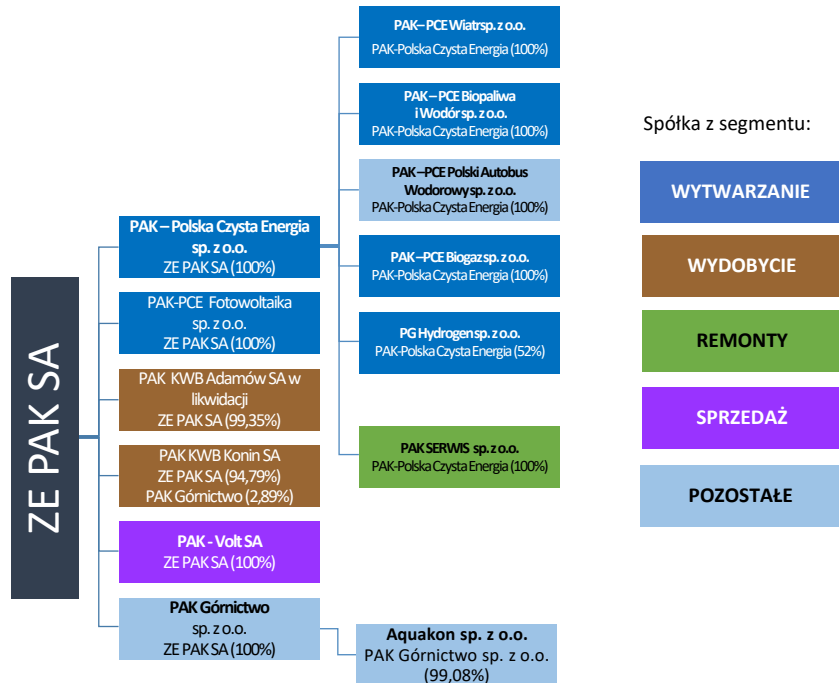 ZE PAK SA
PAK – Polska Czysta Energia
sp. z o.o.
ZE PAK SA (100%)
PAK-PCE Fotowoltaika
sp. z o.o.
ZE PAK SA (100%)
PAK KWB Adamów SA w
likwidacji
ZE PAK SA (99,35%)
PAK KWB Konin SA
ZE PAK SA (94,79%)
PAK Górnictwo (2,89%)
PAK - Volt SA
ZE PAK SA (100%)
PAK Górnictwo
sp. z o.o.
ZE PAK SA (100%)
PAK – PCE Wiatr sp. z o.o.
PAK-Polska Czysta Energia (100%)
PAK – PCE Biopaliwa
i Wodór sp. z o.o.
PAK-Polska Czysta Energia (100%)
PAK –PCE Polski Autobus
Wodorowy sp. z o.o.
PAK-Polska Czysta Energia (100%)
PAK –PCE Biogaz sp. z o.o.
PAK-Polska Czysta Energia (100%)
PG Hydrogen sp. z o.o.
PAK-Polska Czysta Energia (52%)
PAK SERWIS sp. z o.o.
PAK-Polska Czysta Energia (100%)
Aquakon sp. z o.o.
PAK Górnictwo sp. z o.o.
(99,08%)
Spółka z segmentu:
WYTWARZANIE
WYDOBYCIE
REMONTY
SPRZEDAŻ
POZOSTAŁE